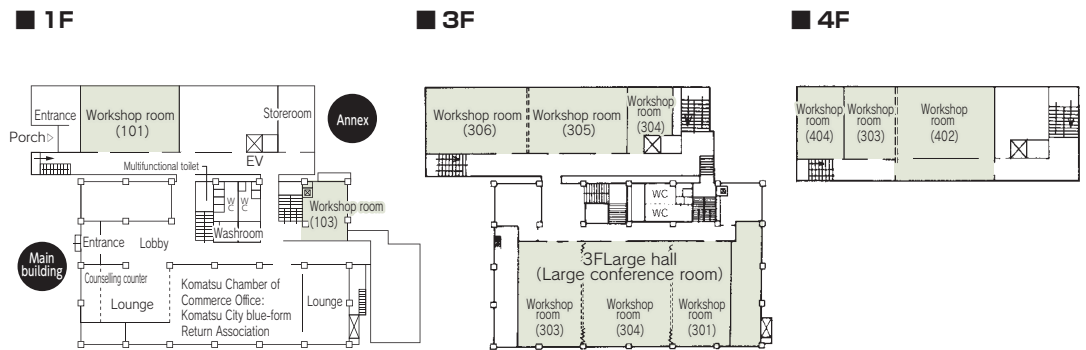 ■ 1F
Entrance
Workshop room
(101)
Storeroom
Annex
Porch▷
EV
Multifunctional toilet
WC
WC
Washroom
Workshop room
(103)
Main
building
Entrance
Lobby
Counselling counter
Lounge
Komatsu Chamber of
Commerce Office:
Komatsu City blue-form
Return Association
Lounge
■ 3F
Workshop room
(306)
Workshop room
(305)
Workshop
room
(304)
WC
WC
3FLarge hall
(Large conference room)
Workshop
room
(303)
Workshop
room
(304)
Workshop
room
(301)
■ 4F
Workshop
room
(404)
Workshop
room
(303)
Workshop
room
(402)